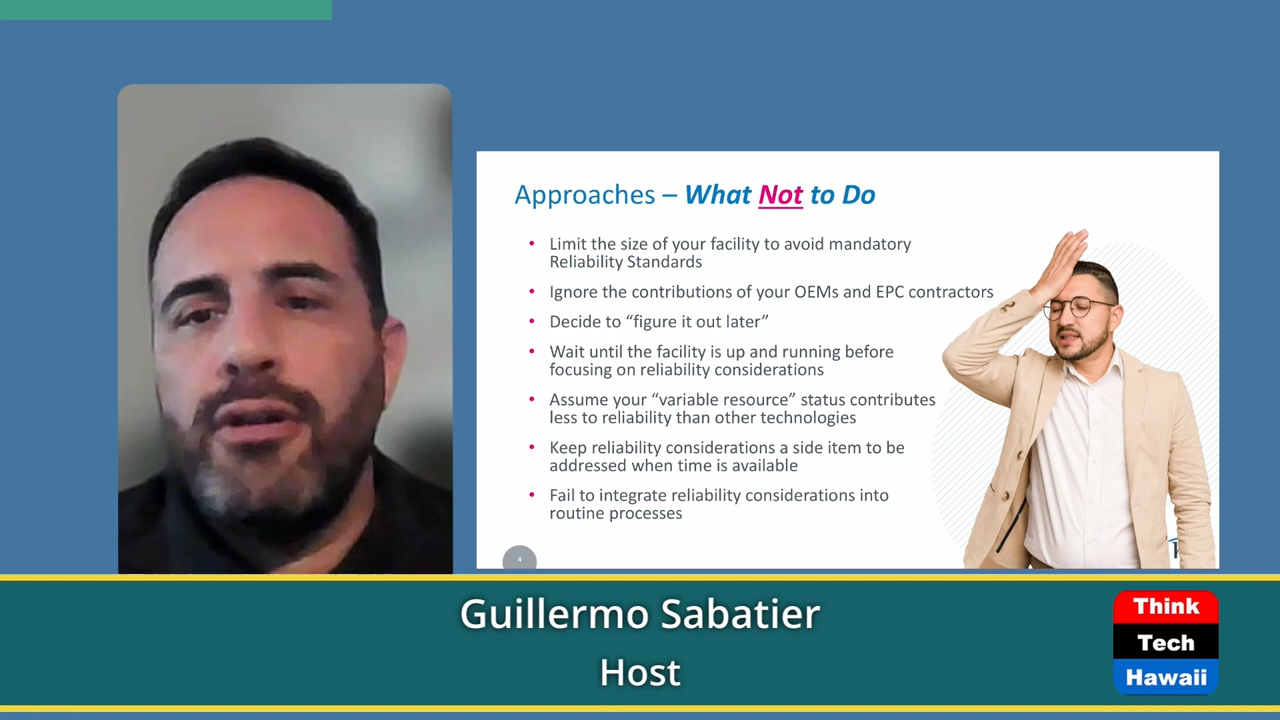 Approaches – What Not to Do
• Limit the size of your facility to avoid mandatory
Reliability Standards
• Ignore the contributions of your OEMs and EPC contractors
• Decide to “figure it out later”
• Wait until the facility is up and running before
focusing on reliability considerations
• Assume your “variable resource” status contributes
less to reliability than other technologies
• Keep reliability considerations a side item to be
addressed when time is available
• Fail to integrate reliability considerations into
routine processes
4
Guillermo Sabatier
Host
Think
Tech
Hawaii